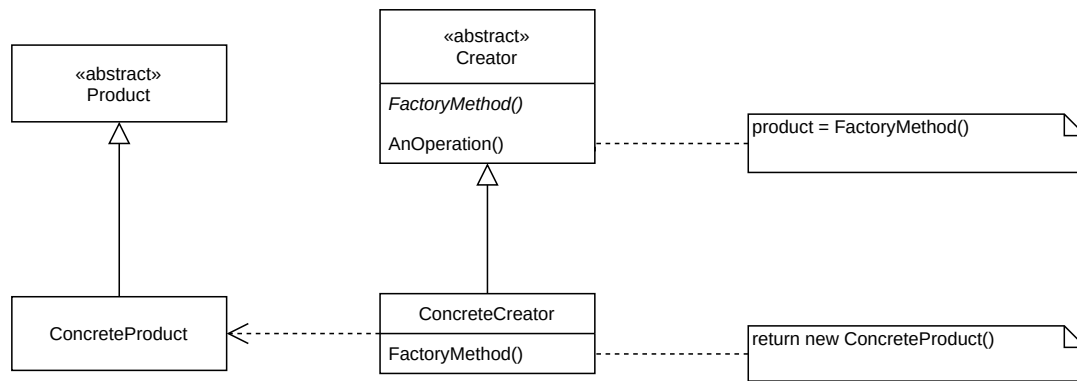 «abstract»
Product
«abstract»
Creator
FactoryMethod()
AnOperation()
product = FactoryMethod()
ConcreteProduct
ConcreteCreator
FactoryMethod()
return new ConcreteProduct()